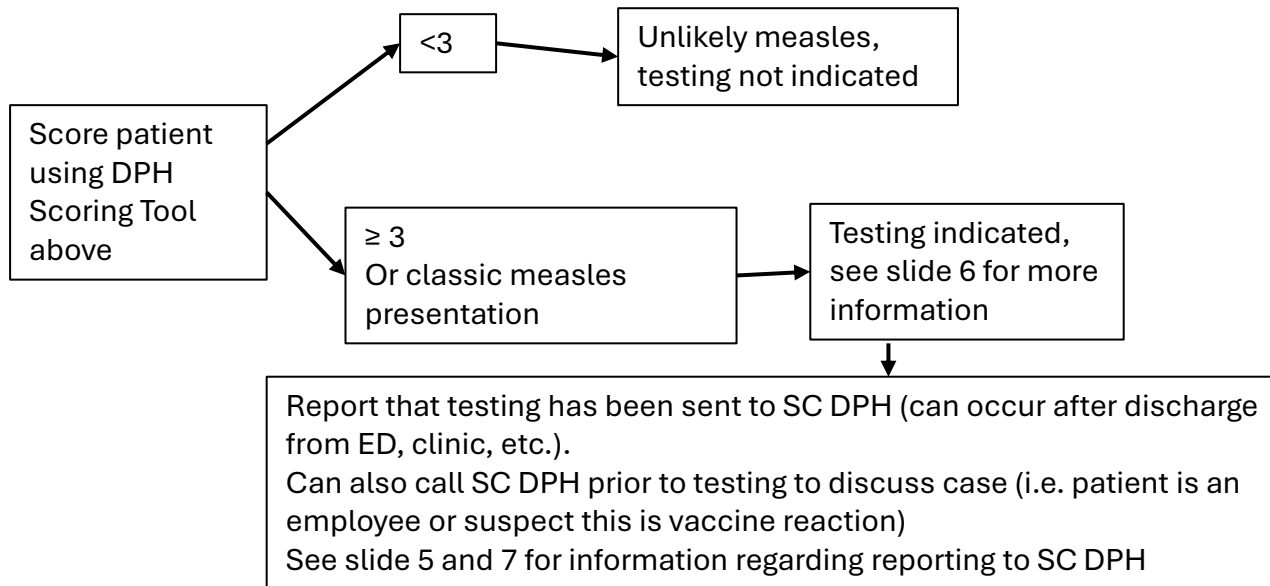 Score patient
using DPH
Scoring Tool
above
<3
Unlikely measles,
testing not indicated
≥ 3
Or classic measles
presentation
Testing indicated,
see slide 6 for more
information
Report that testing has been sent to SC DPH (can occur after discharge
from ED, clinic, etc.).
Can also call SC DPH prior to testing to discuss case (i.e. patient is an
employee or suspect this is vaccine reaction)
See slide 5 and 7 for information regarding reporting to SC DPH